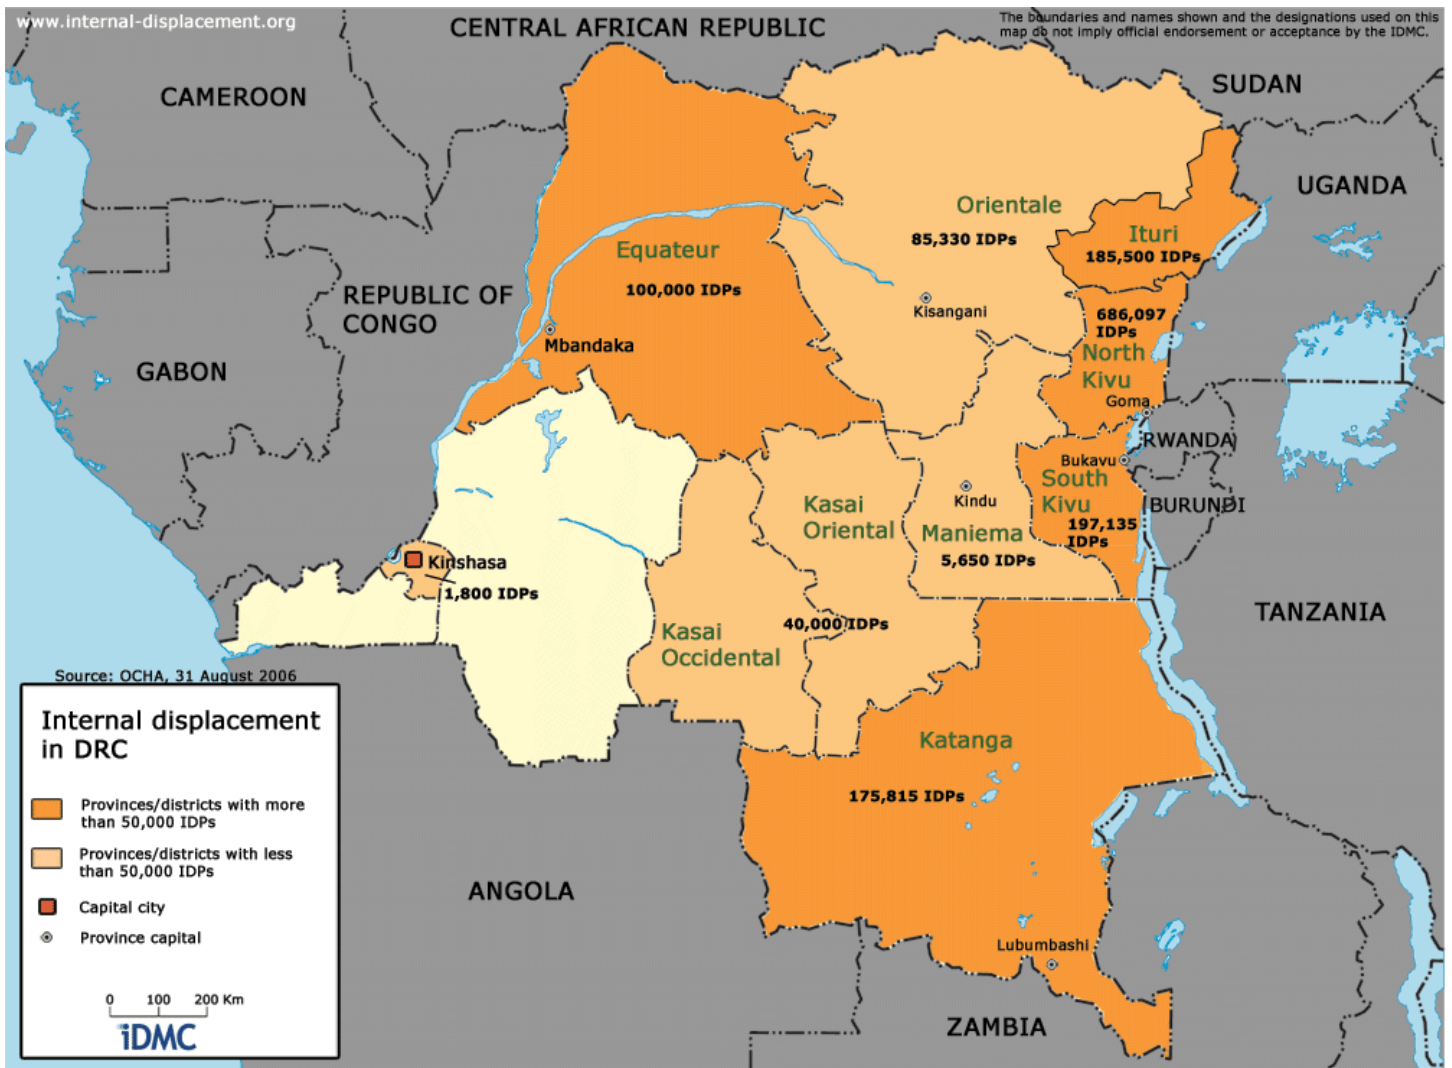 www.internal-displacement.org
CENTRAL AFRICAN REPUBLIC
The boundaries and names shown and the designations used on this
map do not imply official endorsement or acceptance by the IDMC.
SUDAN
CAMEROON
UGANDA
Orientale
85,330 IDPs
Ituri
185,500 IDPs
Equateur
100,000 IDPs
REPUBLIC OF
CONGO
Kisangani
686,097
IDPs
North
Kivu
Mbandaka
GABON
Goma
RWANDA
Bukavu
South
Kivu
197,135
IDPs
BURUNDI
Kindu
Maniema
5,650 IDPs
Kasai
Oriental
Kinshasa
1,800 IDPs
40,000 IDPs
Kasai
Occidental
TANZANIA
Katanga
175,815 IDPs
ANGOLA
Lubumbashi
ZAMBIA
Source: OCHA, 31 August 2006
Internal displacement
in DRC
Provinces/districts with more
than 50,000 IDPs
Provinces/districts with less
than 50,000 IDPs
Capital city
Province capital
0 100 200 Km
iDMC